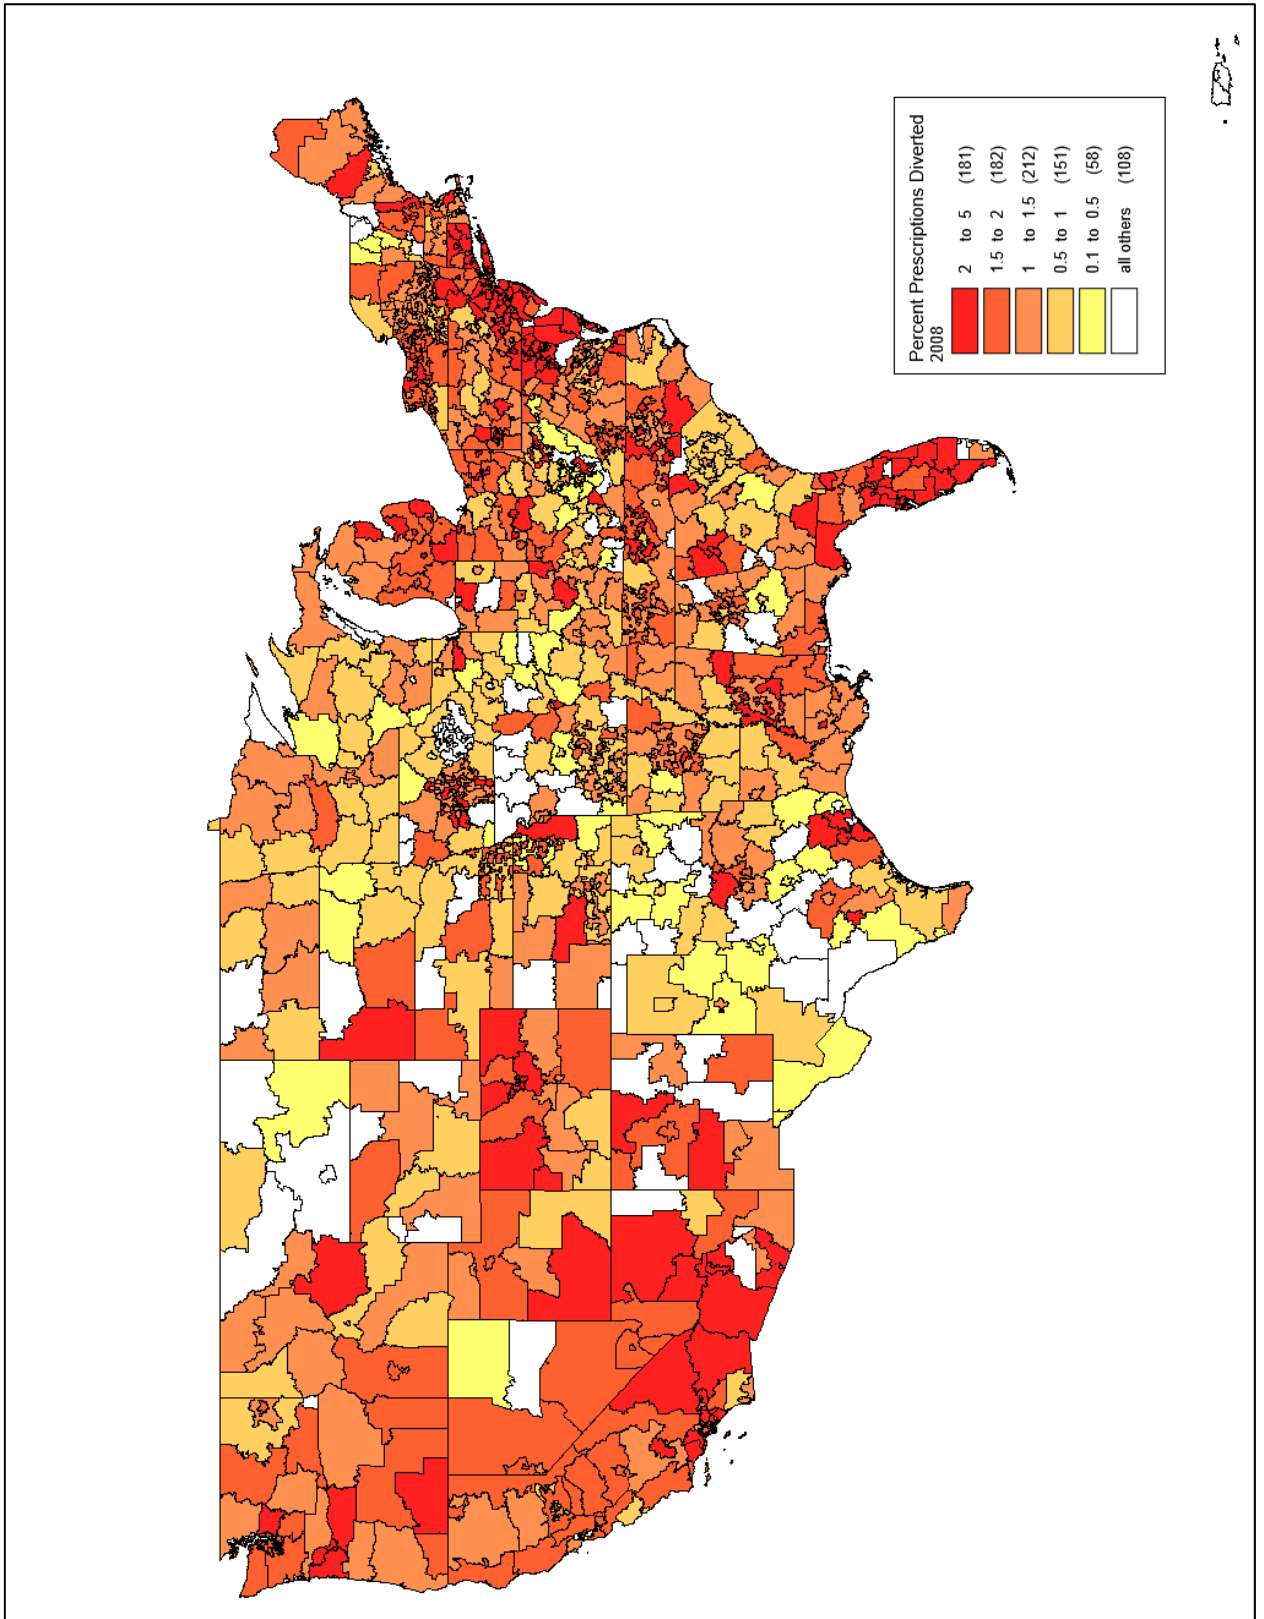 Percent Prescriptions Diverted
2008
2 to 5 (181)
1.5 to 2 (182)
1 to 1.5 (212)
0.5 to 1 (151)
0.1 to 0.5 (58)
all others (108)